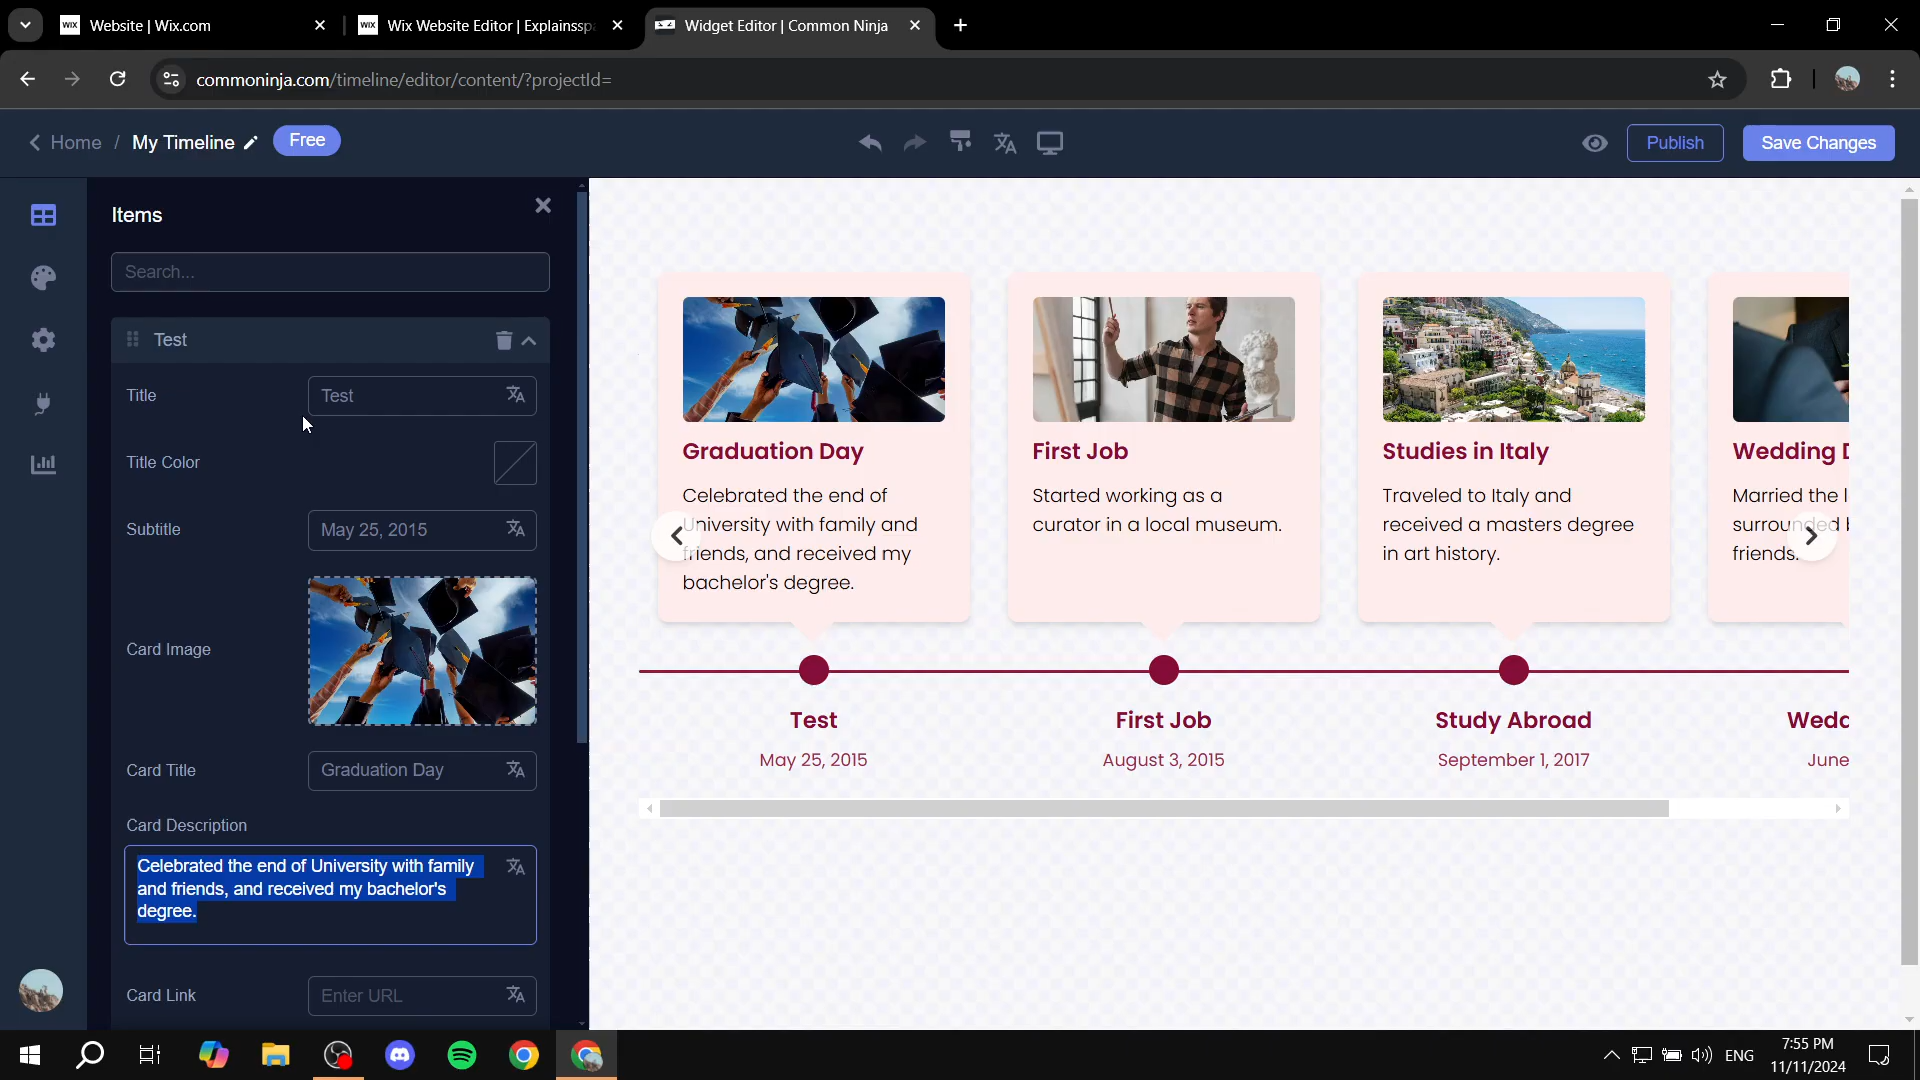 WIX Website | Wix.com
WIX Wix Website Editor | Explainssp
Widget Editor | Common Ninja
commoninja.com/timeline/editor/content/?projectId=
Home / My Timeline
Free
Publish
Save Changes
Items
Search...
Test
Title
Test
Title Color
Subtitle
May 25, 2015
Card Image
Card Title
Graduation Day
Card Description
Celebrated the end of University with family
and friends, and received my bachelor's
degree.
Card Link
Enter URL
Graduation Day
Celebrated the end of
University with family and
friends, and received my
bachelor's degree.
First Job
Started working as a
curator in a local museum.
Studies in Italy
Traveled to Italy and
received a masters degree
in art history.
Wedding D
Married the l
surrounded b
friends.
Test
May 25, 2015
First Job
August 3, 2015
Study Abroad
September 1, 2017
Wedd
June
ENG
7:55 PM
11/11/2024